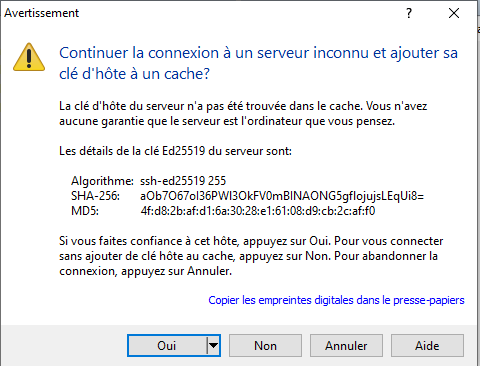 Avertissement
Continuer la connexion à un serveur inconnu et ajouter sa
clé d'hôte à un cache?
La clé d'hôte du serveur n'a pas été trouvée dans le cache. Vous n'avez
aucune garantie que le serveur est l'ordinateur que vous pensez.
Les détails de la clé Ed25519 du serveur sont:
Algorithme: ssh-ed25519 255
SHA-256: aOb7O67oI36PWI3OkFV0mBINAONG5gfIojujsLEqUi8=
MD5: 4f:d8:2b:af:d1:6a:30:28:e1:61:08:d9:cb:2c:af:f0
Si vous faites confiance à cet hôte, appuyez sur Oui. Pour vous connecter
sans ajouter de clé hôte au cache, appuyez sur Non. Pour abandonner la
connexion, appuyez sur Annuler.
Copier les empreintes digitales dans le presse-papiers
Oui Non Annuler Aide